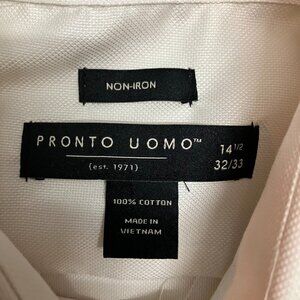 NON-IRON
PRONTO UOMO™
(est. 1971)
14 1/2
32/33
100% COTTON
MADE IN
VIETNAM